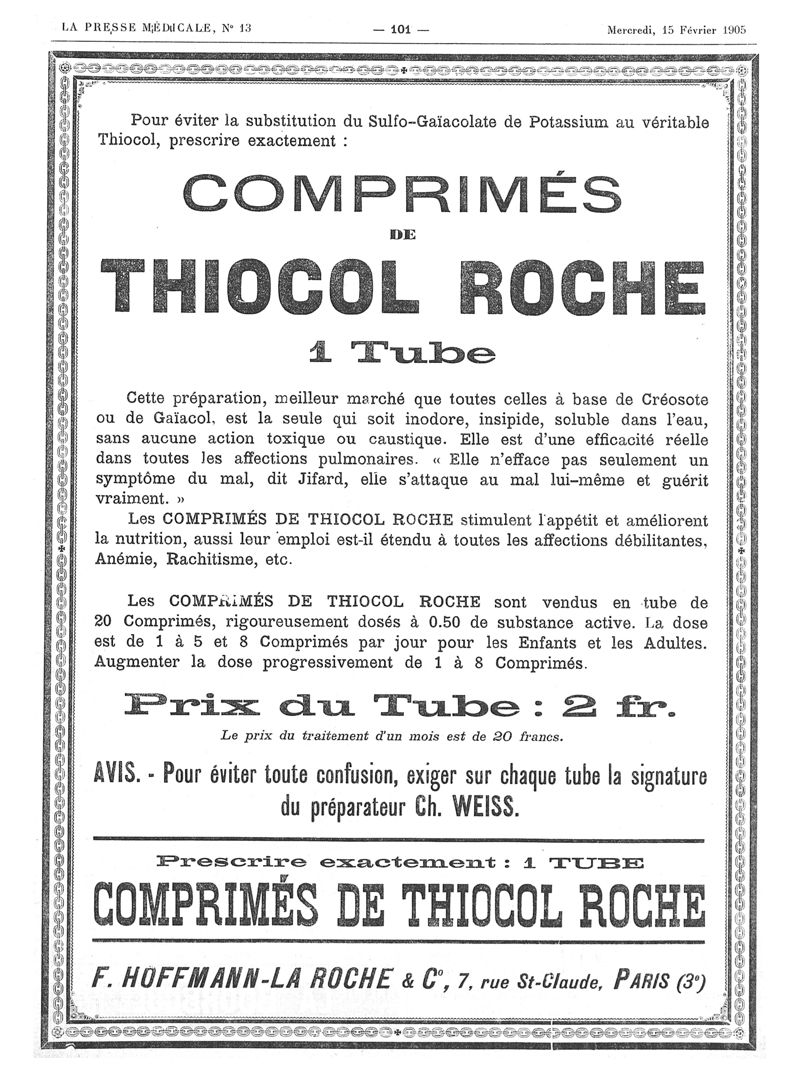 LA PRESSE MÉDICALE, N° 13
— 101 —
Mercredi, 15 Février 1905
Pour éviter la substitution du Sulfo-Gaïacolate de Potassium au véritable
Thiocol, prescrire exactement :
COMPRIMÉS
DE
THIOCOL ROCHE
1 Tube
Cette préparation, meilleur marché que toutes celles à base de Créosote
ou de Gaïacol, est la seule qui soit inodore, insipide, soluble dans l'eau,
sans aucune action toxique ou caustique. Elle est d'une efficacité réelle
dans toutes les affections pulmonaires. « Elle n'efface pas seulement un
symptôme du mal, dit Jifard, elle s'attaque au mal lui-même et guérit
vraiment. »
Les COMPRIMÉS DE THIOCOL ROCHE stimulent l'appétit et améliorent
la nutrition, aussi leur emploi est-il étendu à toutes les affections débilitantes,
Anémie, Rachitisme, etc.
Les COMPRIMÉS DE THIOCOL ROCHE sont vendus en tube de
20 Comprimés, rigoureusement dosés à 0.50 de substance active. La dose
est de 1 à 5 et 8 Comprimés par jour pour les Enfants et les Adultes.
Augmenter la dose progressivement de 1 à 8 Comprimés.
Prix du Tube : 2 fr.
Le prix du traitement d'un mois est de 20 francs.
AVIS. - Pour éviter toute confusion, exiger sur chaque tube la signature
du préparateur Ch. WEISS.
Prescrire exactement : 1 TUBE
COMPRIMÉS DE THIOCOL ROCHE
F. HOFFMANN-LA ROCHE & C°, 7, rue St-Claude, PARIS (3°)